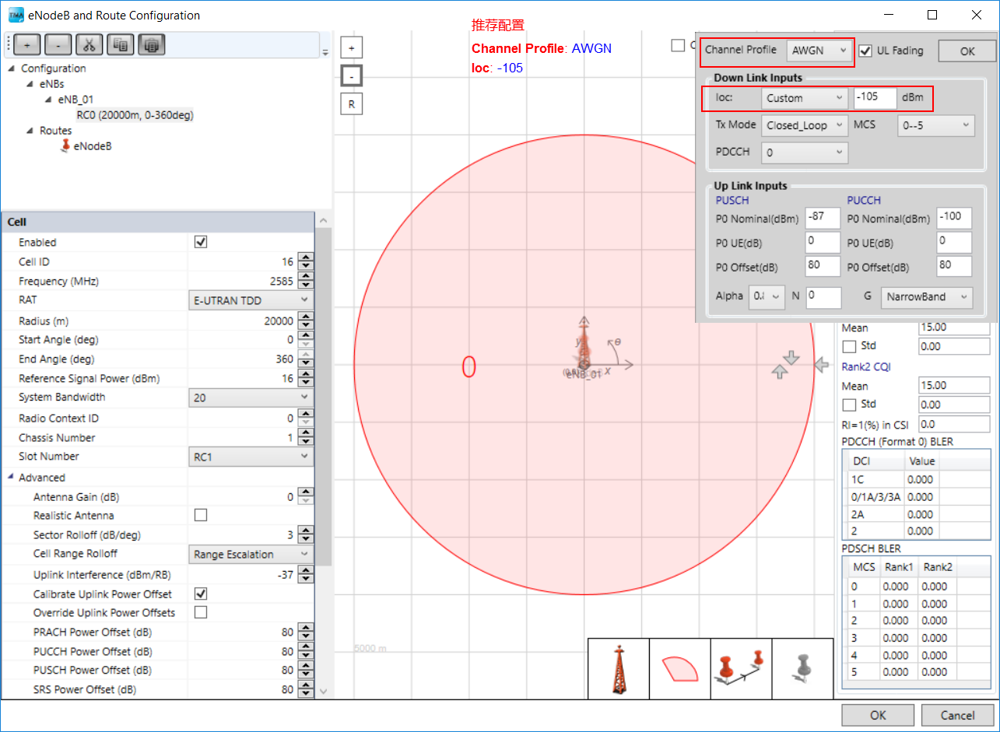 TMA eNodeB and Route Configuration
+ -
Configuration
eNBs
eNB_01
RC0 (20000m, 0-360deg)
Routes
eNodeB
Cell
Enabled
Cell ID 16
Frequency (MHz) 2585
RAT E-UTRAN TDD
Radius (m) 20000
Start Angle (deg) 0
End Angle (deg) 360
Reference Signal Power (dBm) 16
System Bandwidth 20
Radio Context ID 0
Chassis Number 1
Slot Number RC1
Advanced
Antenna Gain (dB) 0
Realistic Antenna
Sector Rolloff (dB/deg) 3
Cell Range Rolloff Range Escalation
Uplink Interference (dBm/RB) -37
Calibrate Uplink Power Offset
Override Uplink Power Offsets
PRACH Power Offset (dB) 80
PUCCH Power Offset (dB) 80
PUSCH Power Offset (dB) 80
SRS Power Offset (dB) 80
+
-
R
推荐配置
Channel Profile: AWGN
Ioc: -105
0
y
θ
x
eNB_01
5000 m
Channel Profile AWGN UL Fading OK
Down Link Inputs
Ioc: Custom -105 dBm
Tx Mode Closed_Loop MCS 0--5
PDCCH 0
Up Link Inputs
PUSCH PUCCH
P0 Nominal(dBm) -87 P0 Nominal(dBm) -100
P0 UE(dB) 0 P0 UE(dB) 0
P0 Offset(dB) 80 P0 Offset(dB) 80
Alpha N 0 G NarrowBand
Mean 15.00
Std 0.00
Rank2 CQI
Mean 15.00
Std 0.00
RI=1(%) in CSI 0.0
PDCCH (Format 0) BLER
DCI Value
1C 0.000
0/1A/3/3A 0.000
2A 0.000
2 0.000
PDSCH BLER
MCS Rank1 Rank2
0 0.000 0.000
1 0.000 0.000
2 0.000 0.000
3 0.000 0.000
4 0.000 0.000
5 0.000 0.000
OK Cancel